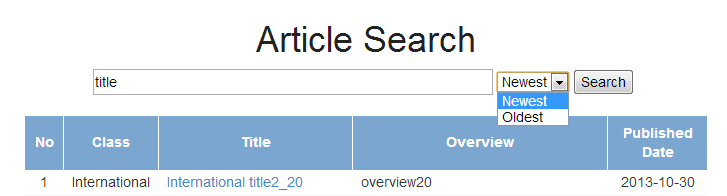 Article Search
title Newest Search
Newest
Oldest
No Class Title Overview Published
Date
1 International International title2_20 overview20 2013-10-30